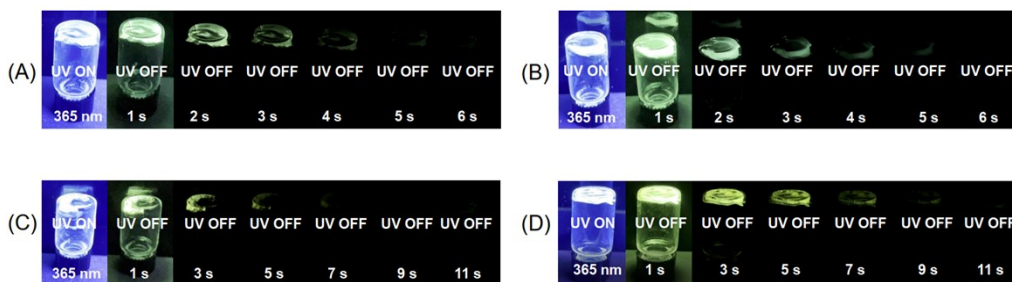 (A) UV ON UV OFF UV OFF UV OFF UV OFF UV OFF UV OFF
365 nm 1 s 2 s 3 s 4 s 5 s 6 s
(B) UV ON UV OFF UV OFF UV OFF UV OFF UV OFF UV OFF
365 nm 1 s 2 s 3 s 4 s 5 s 6 s
(C) UV ON UV OFF UV OFF UV OFF UV OFF UV OFF UV OFF
365 nm 1 s 3 s 5 s 7 s 9 s 11 s
(D) UV ON UV OFF UV OFF UV OFF UV OFF UV OFF UV OFF
365 nm 1 s 3 s 5 s 7 s 9 s 11 s